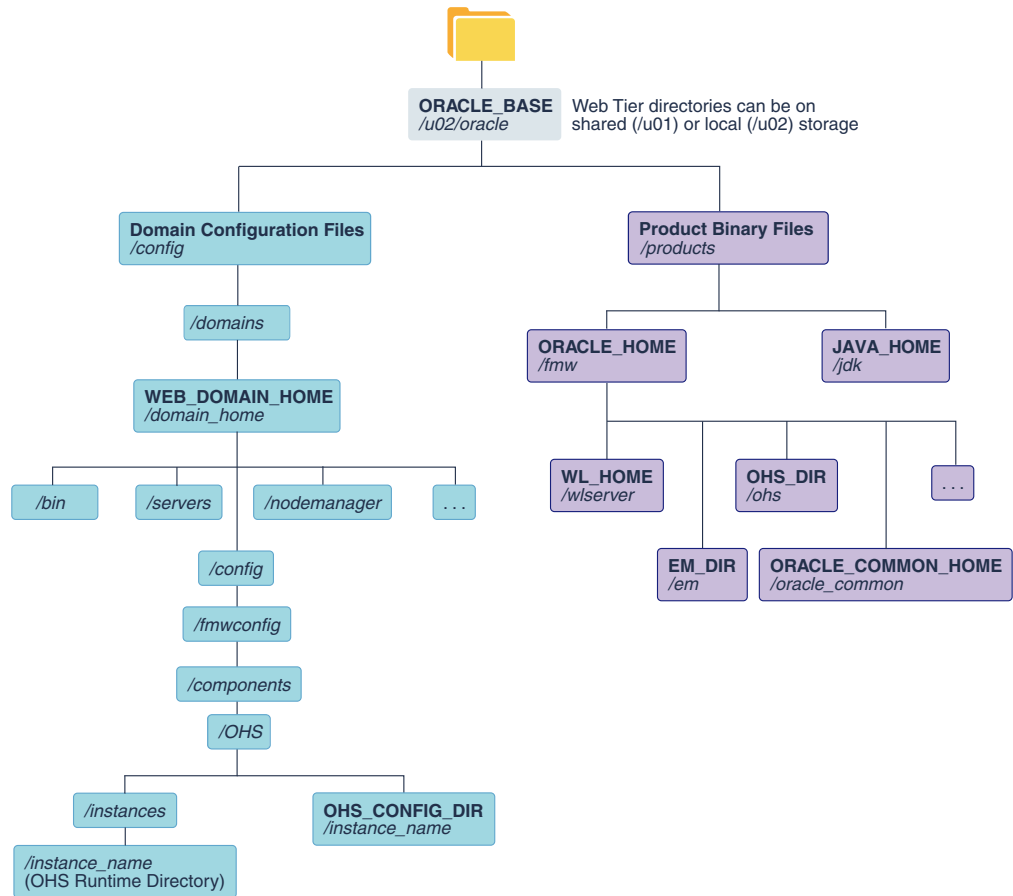 ORACLE_BASE
/u02/oracle
Web Tier directories can be on
shared (/u01) or local (/u02) storage
Domain Configuration Files
/config
Product Binary Files
/products
/domains
ORACLE_HOME
/fmw
JAVA_HOME
/jdk
WEB_DOMAIN_HOME
/domain_home
/bin
/servers
/nodemanager
. . .
WL_HOME
/wlserver
OHS_DIR
/ohs
. . .
/config
EM_DIR
/em
ORACLE_COMMON_HOME
/oracle_common
/fmwconfig
/components
/OHS
/instances
OHS_CONFIG_DIR
/instance_name
/instance_name
(OHS Runtime Directory)